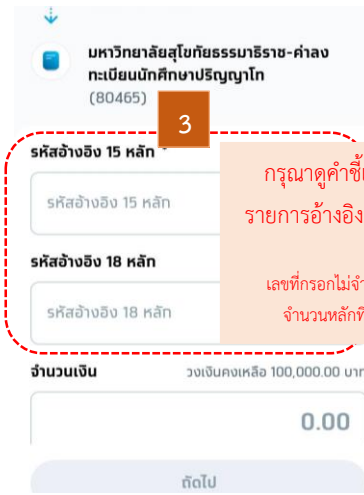 มหาวิทยาลัยสุโขทัยธรรมาธิราช-ค่าลง
ทะเบียนนักศึกษาปริญญาโท
(80465)
3
รหัสอ้างอิง 15 หลัก *
กรุณาดูคำชี้
รหัสอ้างอิง 15 หลัก
รายการอ้างอิง
รหัสอ้างอิง 18 หลัก
เลขที่กรอกไม่จำ
รหัสอ้างอิง 18 หลัก
จำนวนหลักที่
จำนวนเงิน วงเงินคงเหลือ 100,000.00 บาท
0.00
ถัดไป